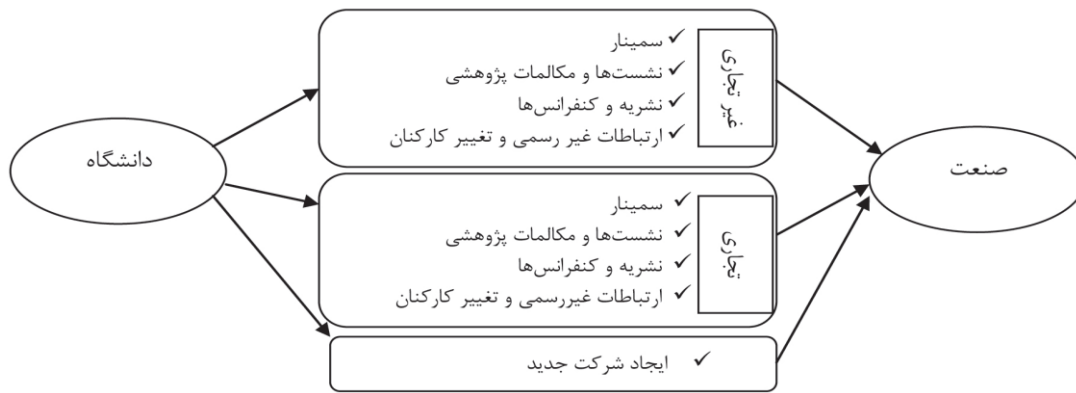 دانشگاه
غیر تجاری
✓ سمینار
✓ نشست‌ها و مکالمات پژوهشی
✓ نشریه و کنفرانس‌ها
✓ ارتباطات غیر رسمی و تغییر کارکنان
تجاری
✓ سمینار
✓ نشست‌ها و مکالمات پژوهشی
✓ نشریه و کنفرانس‌ها
✓ ارتباطات غیررسمی و تغییر کارکنان
✓ ایجاد شرکت جدید
صنعت